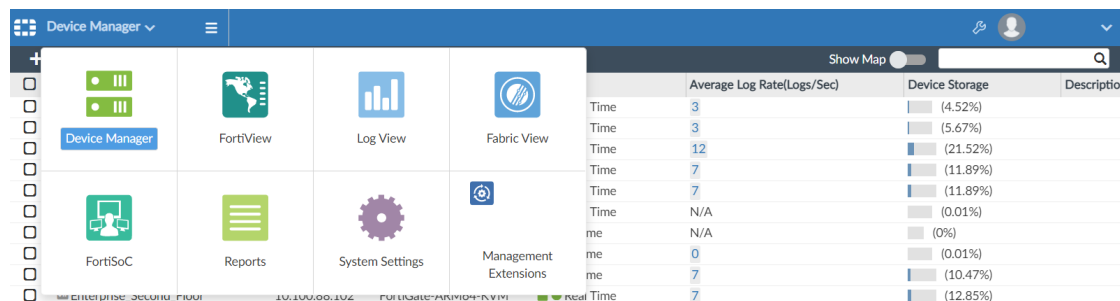 Device Manager
Show Map
Average Log Rate(Logs/Sec) Device Storage Descriptio
Time 3 (4.52%)
Time 3 (5.67%)
Time 12 (21.52%)
Time 7 (11.89%)
Time 7 (11.89%)
Time N/A (0.01%)
me N/A (0%)
me 0 (0.01%)
me 7 (10.47%)
Enterprise_Second_Floor 10.100.88.102 FortiGate-ARM64-KVM Real Time 7 (12.85%)
Device Manager FortiView Log View Fabric View
FortiSoC Reports System Settings Management
Extensions